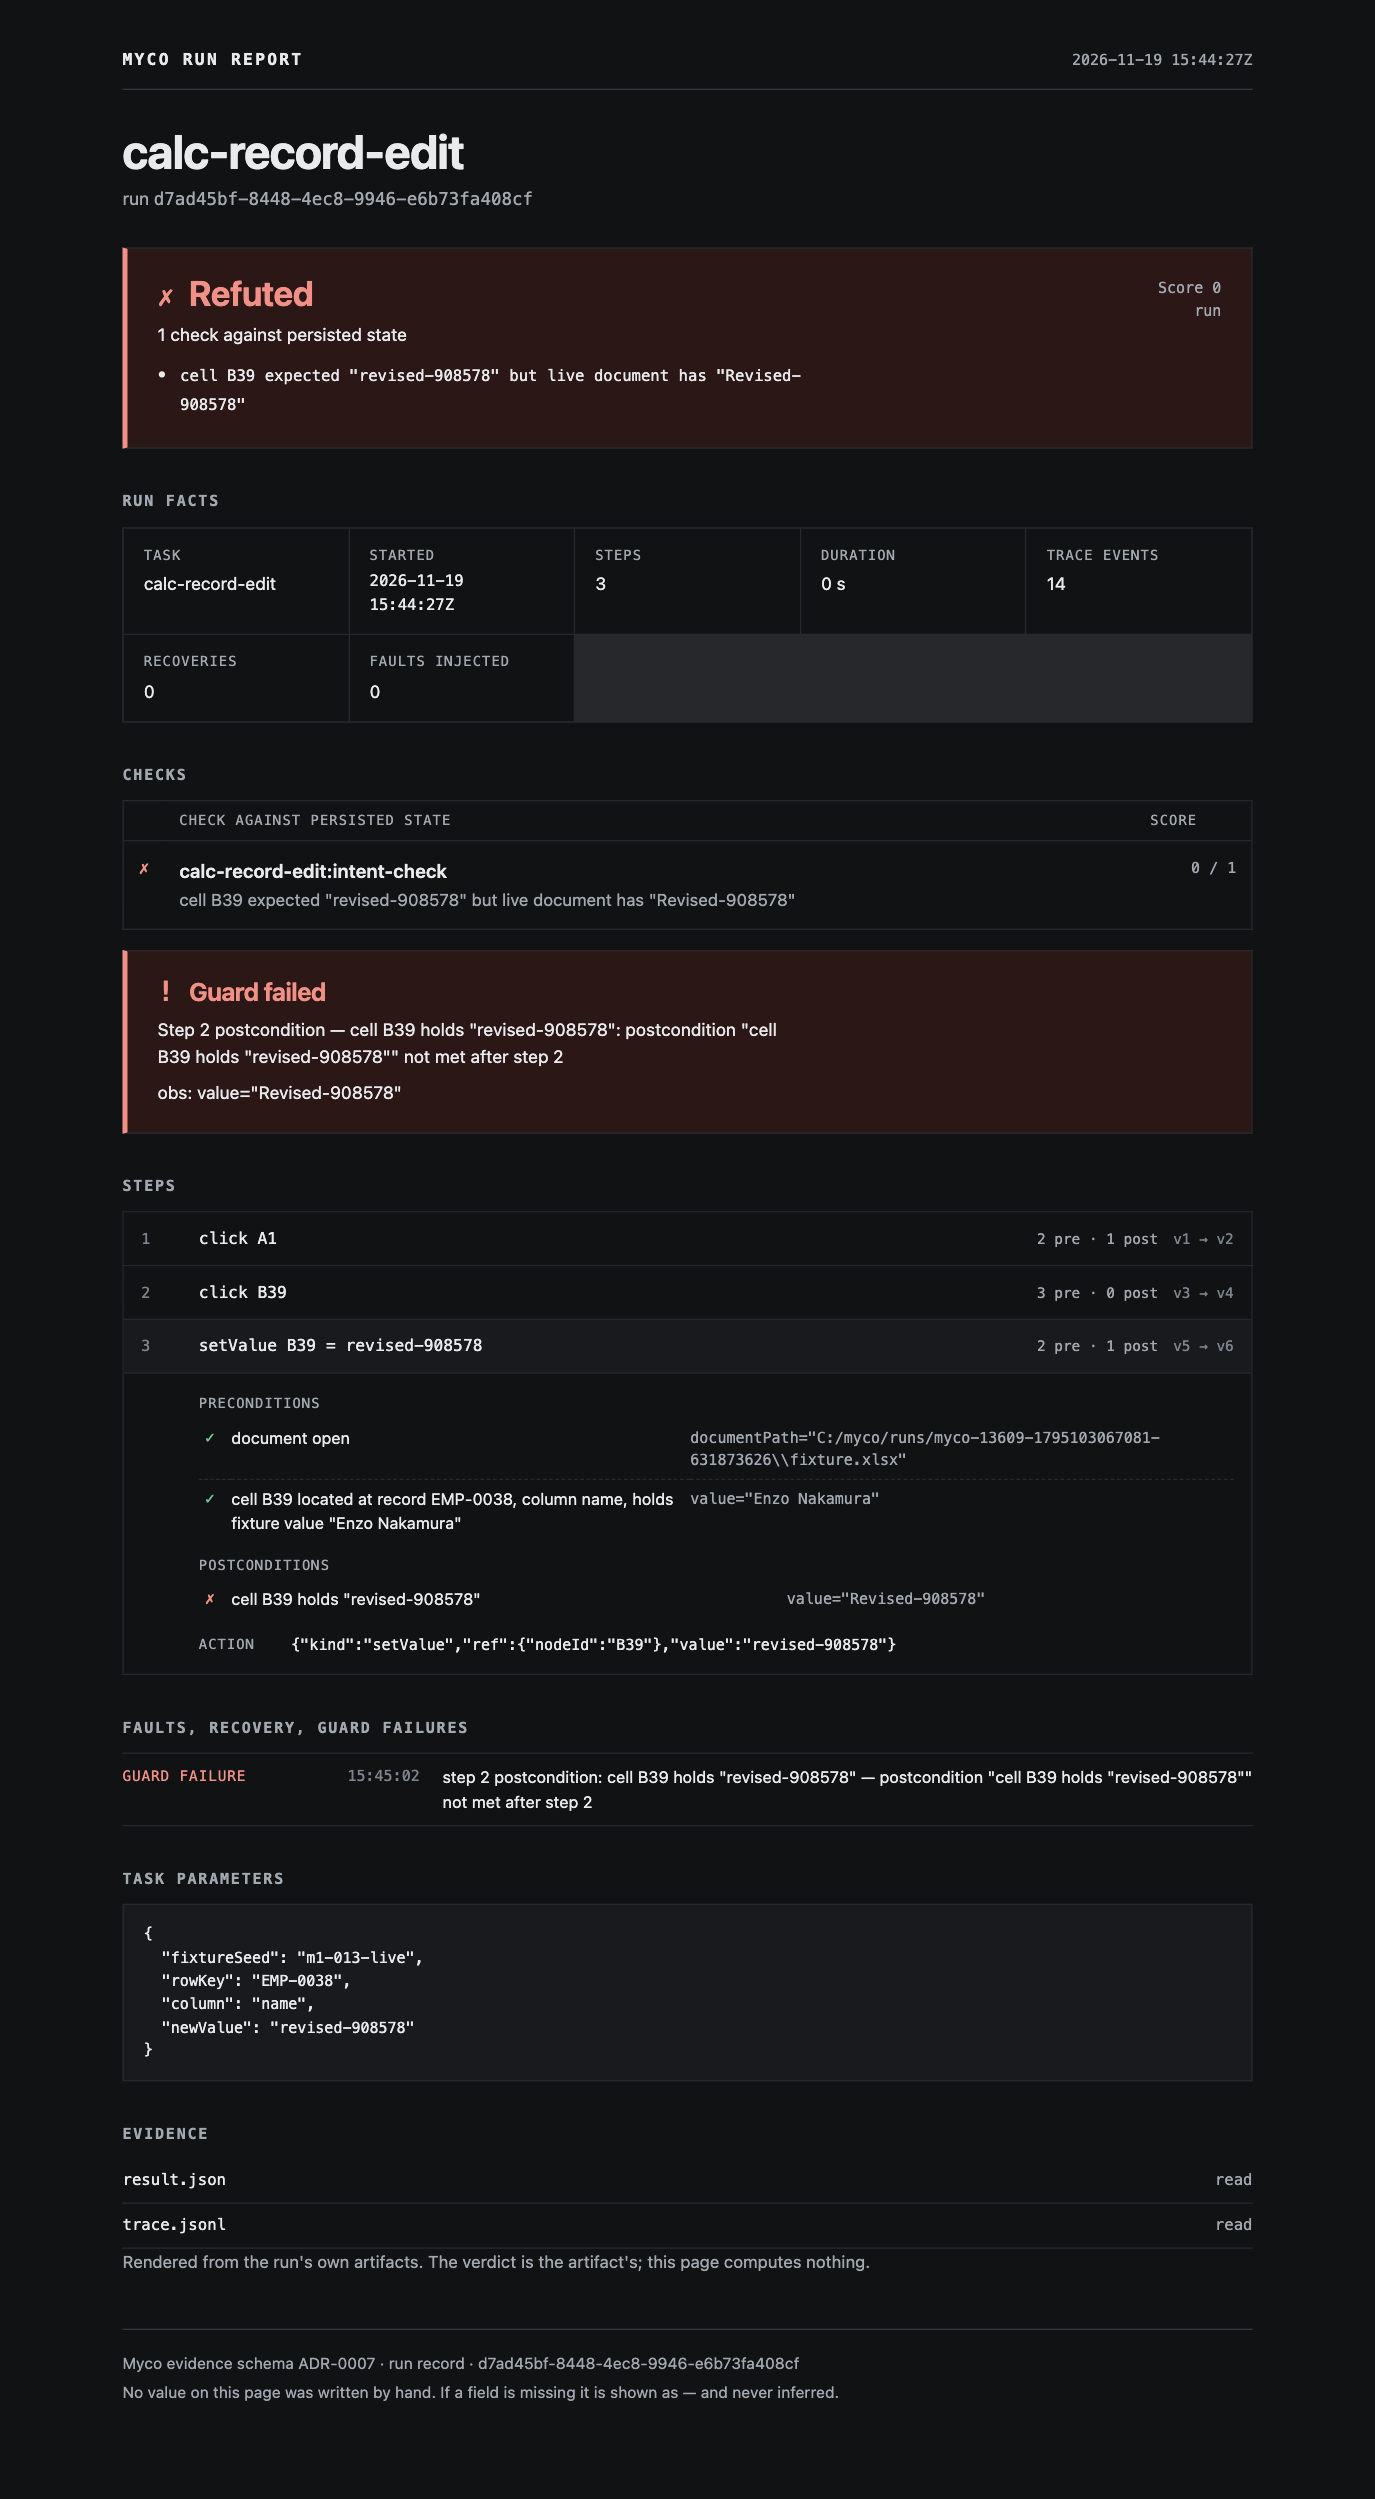 MYCO RUN REPORT
2026-11-19 15:44:27Z
calc-record-edit
run d7ad45bf-8448-4ec8-9946-e6b73fa408cf
✗ Refuted
Score 0
run
1 check against persisted state
• cell B39 expected "revised-908578" but live document has "Revised-
908578"
RUN FACTS
TASK
calc-record-edit
STARTED
2026-11-19
15:44:27Z
STEPS
3
DURATION
0 s
TRACE EVENTS
14
RECOVERIES
0
FAULTS INJECTED
0
CHECKS
CHECK AGAINST PERSISTED STATE SCORE
✗ calc-record-edit:intent-check 0 / 1
cell B39 expected "revised-908578" but live document has "Revised-908578"
! Guard failed
Step 2 postcondition — cell B39 holds "revised-908578": postcondition "cell
B39 holds "revised-908578"" not met after step 2
obs: value="Revised-908578"
STEPS
1 click A1 2 pre · 1 post v1 → v2
2 click B39 3 pre · 0 post v3 → v4
3 setValue B39 = revised-908578 2 pre · 1 post v5 → v6
PRECONDITIONS
✓ document open
documentPath="C:/myco/runs/myco-13609-1795103067081-
631873626\\fixture.xlsx"
✓ cell B39 located at record EMP-0038, column name, holds
fixture value "Enzo Nakamura"
value="Enzo Nakamura"
POSTCONDITIONS
✗ cell B39 holds "revised-908578" value="Revised-908578"
ACTION {"kind":"setValue","ref":{"nodeId":"B39"},"value":"revised-908578"}
FAULTS, RECOVERY, GUARD FAILURES
GUARD FAILURE 15:45:02 step 2 postcondition: cell B39 holds "revised-908578" — postcondition "cell B39 holds "revised-908578""
not met after step 2
TASK PARAMETERS
{
"fixtureSeed": "m1-013-live",
"rowKey": "EMP-0038",
"column": "name",
"newValue": "revised-908578"
}
EVIDENCE
result.json read
trace.jsonl read
Rendered from the run's own artifacts. The verdict is the artifact's; this page computes nothing.
Myco evidence schema ADR-0007 · run record · d7ad45bf-8448-4ec8-9946-e6b73fa408cf
No value on this page was written by hand. If a field is missing it is shown as — and never inferred.